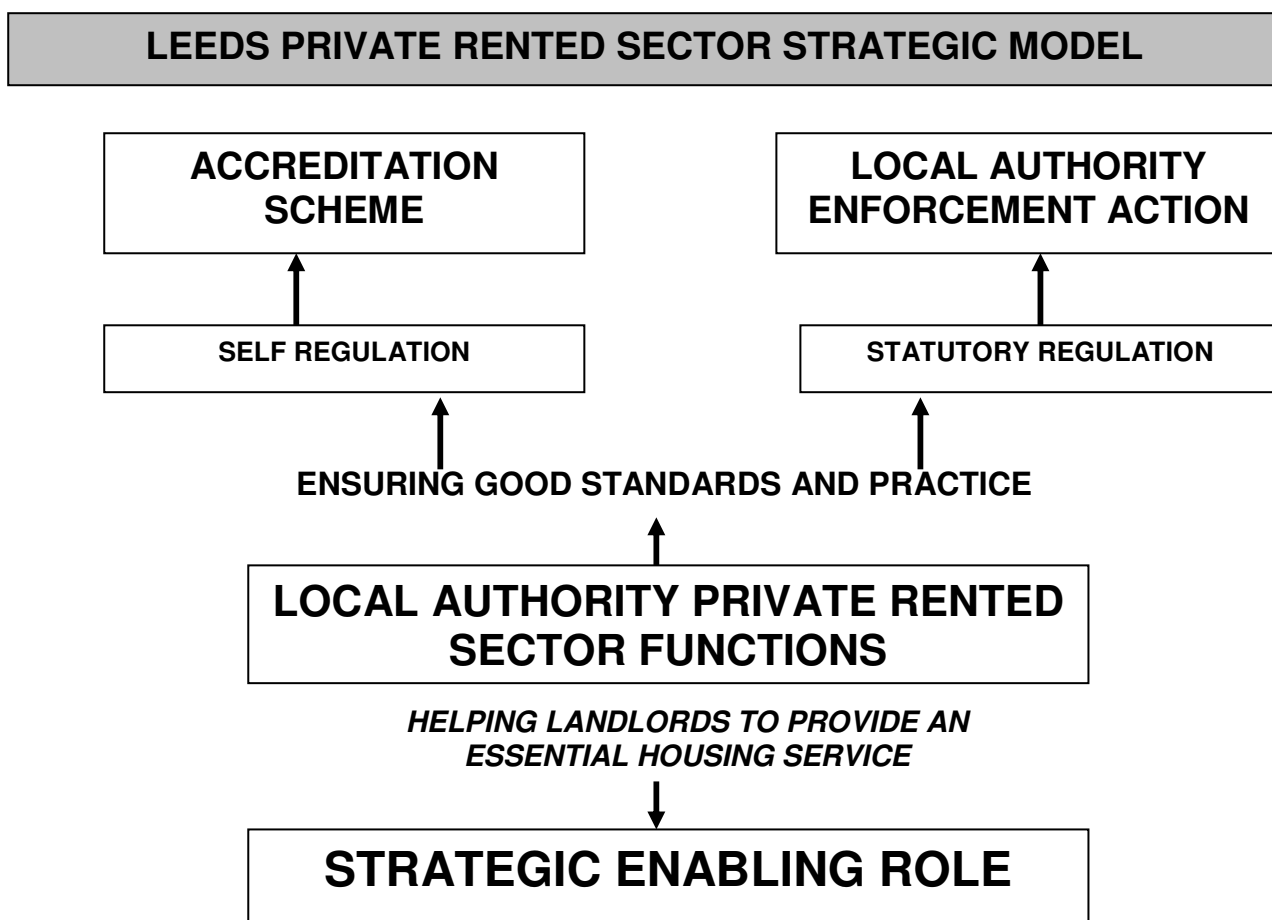 LEEDS PRIVATE RENTED SECTOR STRATEGIC MODEL
ACCREDITATION
SCHEME
LOCAL AUTHORITY
ENFORCEMENT ACTION
SELF REGULATION
STATUTORY REGULATION
ENSURING GOOD STANDARDS AND PRACTICE
LOCAL AUTHORITY PRIVATE RENTED
SECTOR FUNCTIONS
HELPING LANDLORDS TO PROVIDE AN
ESSENTIAL HOUSING SERVICE
STRATEGIC ENABLING ROLE